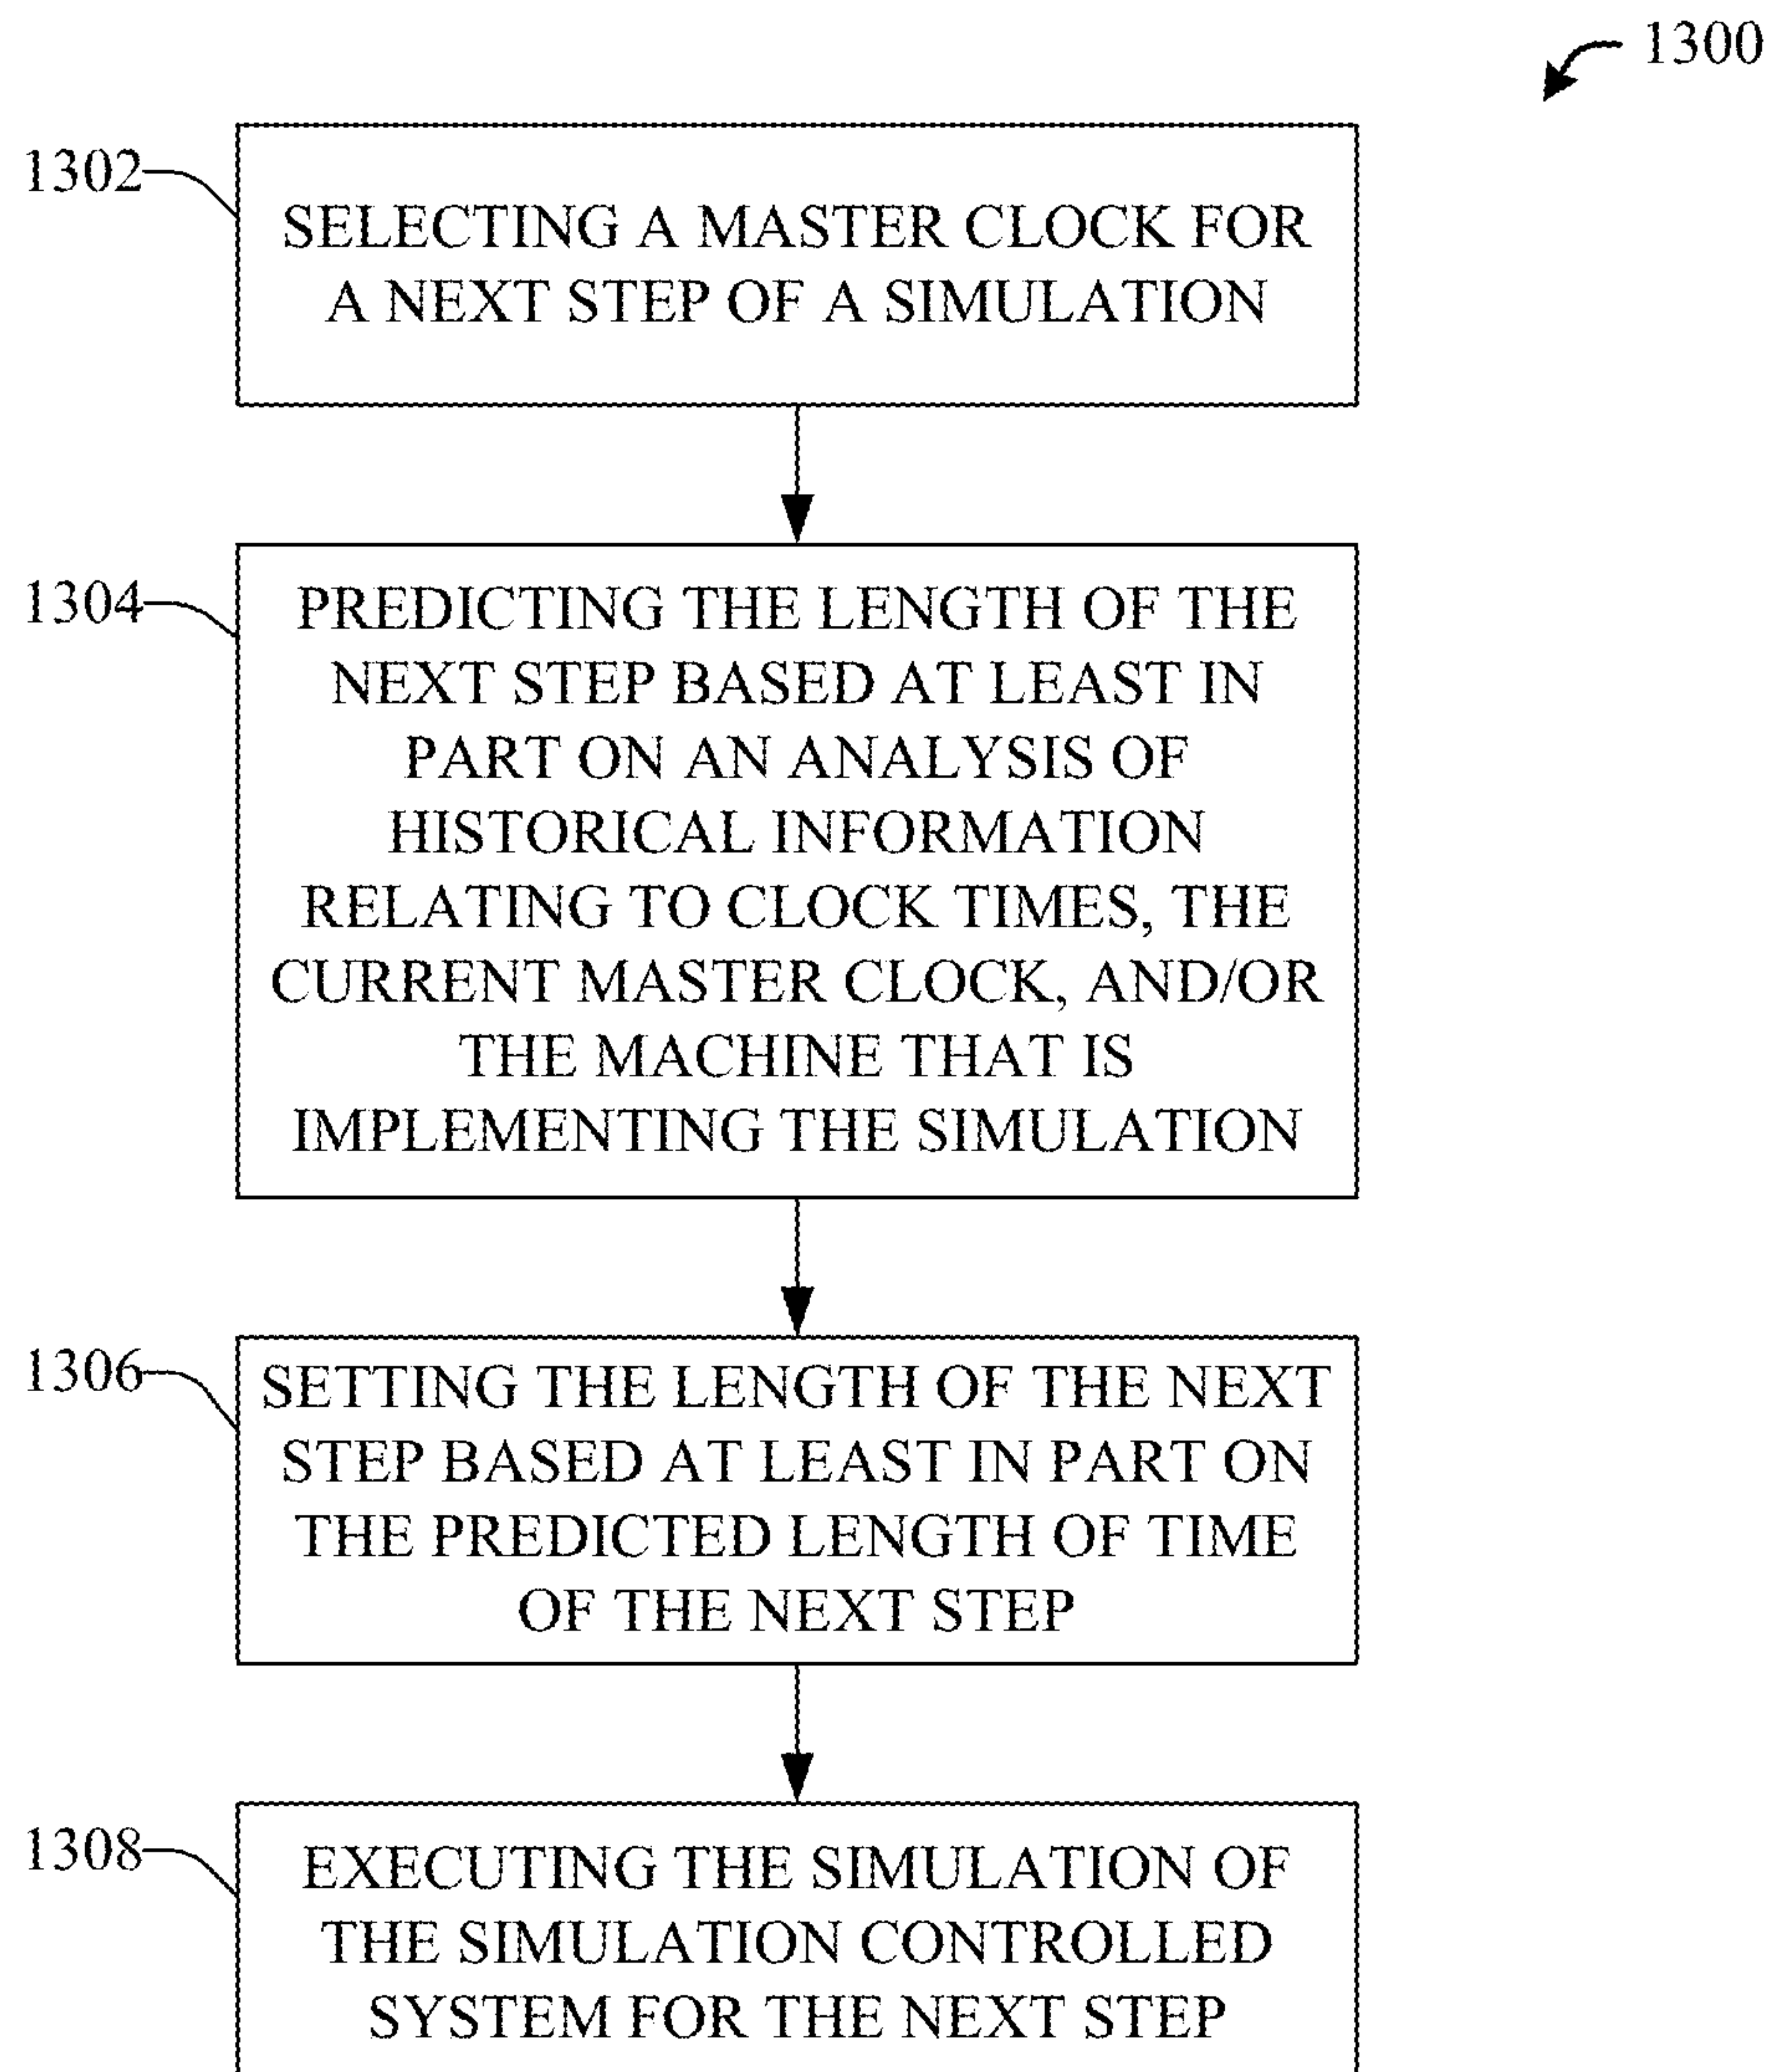 1300
1302
SELECTING A MASTER CLOCK FOR
A NEXT STEP OF A SIMULATION
1304
PREDICTING THE LENGTH OF THE
NEXT STEP BASED AT LEAST IN
PART ON AN ANALYSIS OF
HISTORICAL INFORMATION
RELATING TO CLOCK TIMES, THE
CURRENT MASTER CLOCK, AND/OR
THE MACHINE THAT IS
IMPLEMENTING THE SIMULATION
1306
SETTING THE LENGTH OF THE NEXT
STEP BASED AT LEAST IN PART ON
THE PREDICTED LENGTH OF TIME
OF THE NEXT STEP
1308
EXECUTING THE SIMULATION OF
THE SIMULATION CONTROLLED
SYSTEM FOR THE NEXT STEP